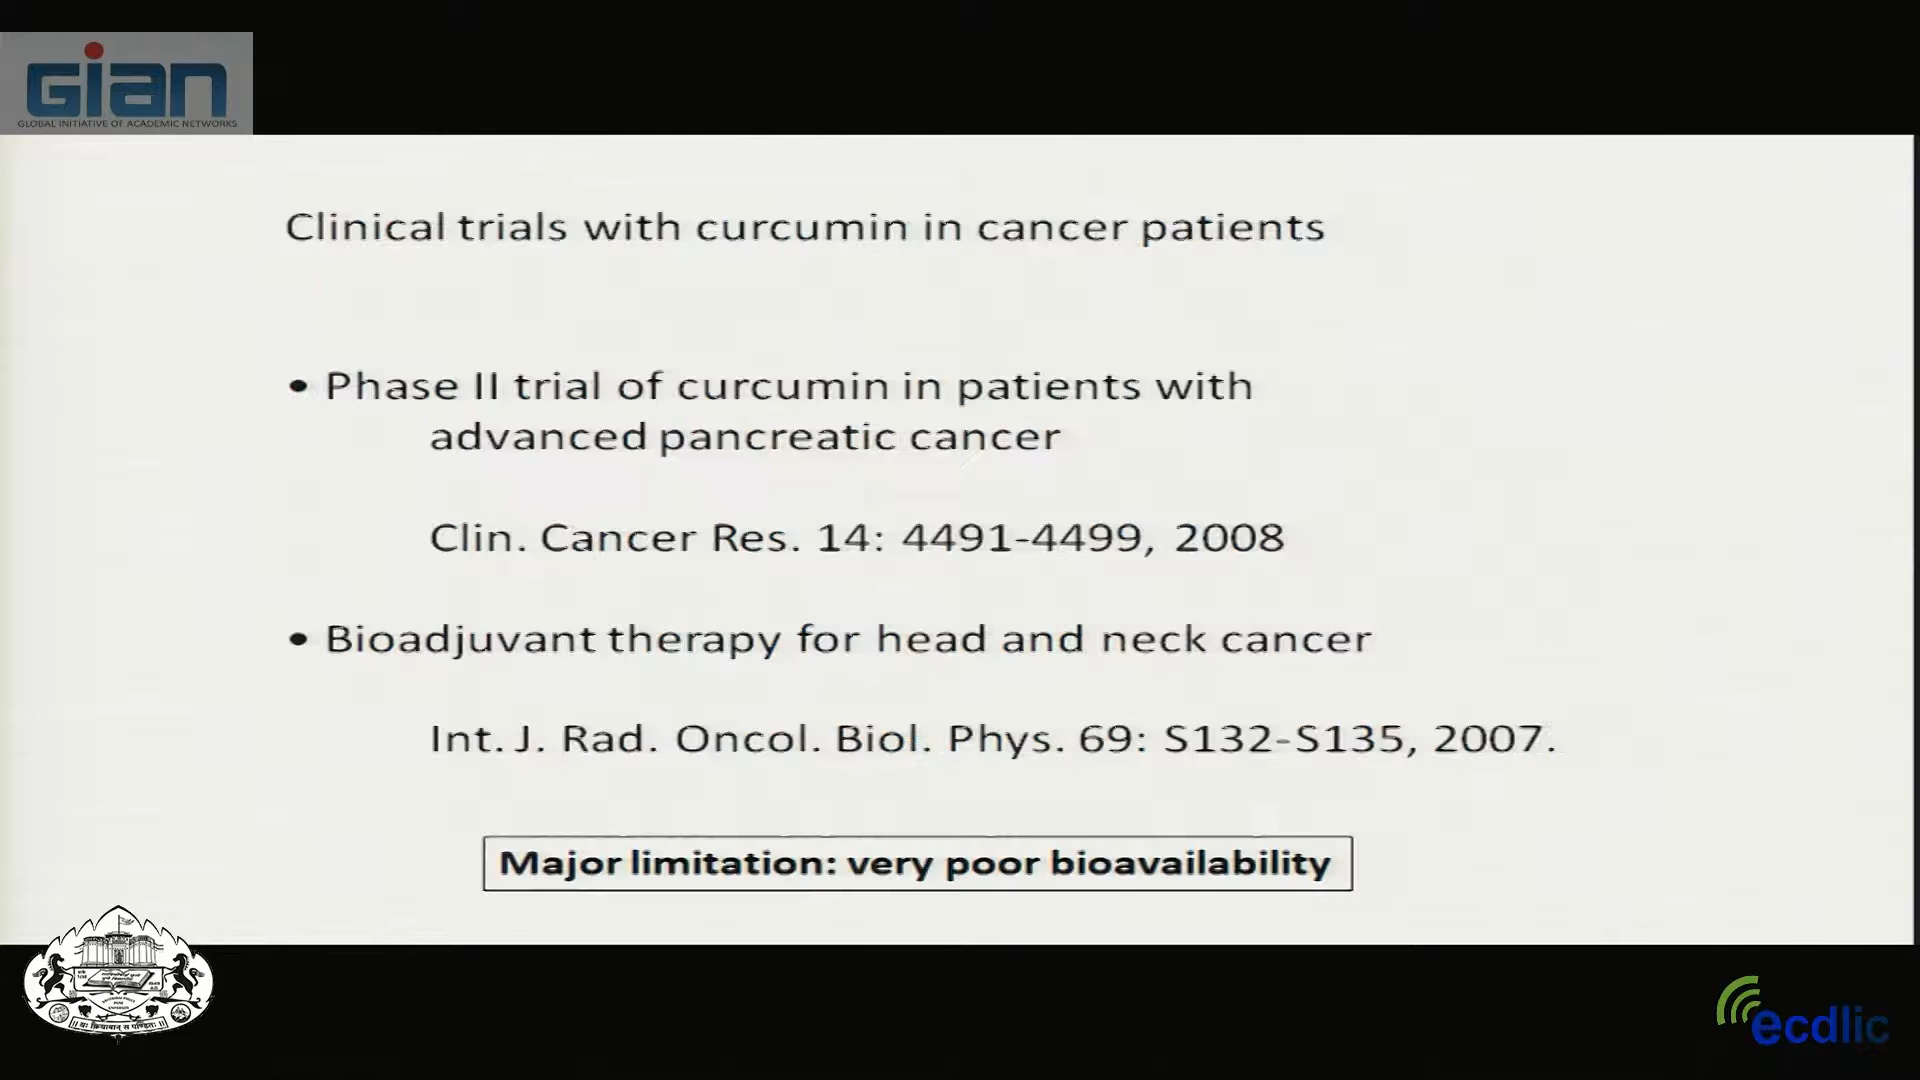 Gian
GLOBAL INITIATIVE OF ACADEMIC NETWORKS
Clinical trials with curcumin in cancer patients
• Phase II trial of curcumin in patients with
advanced pancreatic cancer
Clin. Cancer Res. 14: 4491-4499, 2008
• Bioadjuvant therapy for head and neck cancer
Int. J. Rad. Oncol. Biol. Phys. 69: S132-S135, 2007.
Major limitation: very poor bioavailability
ecdlic